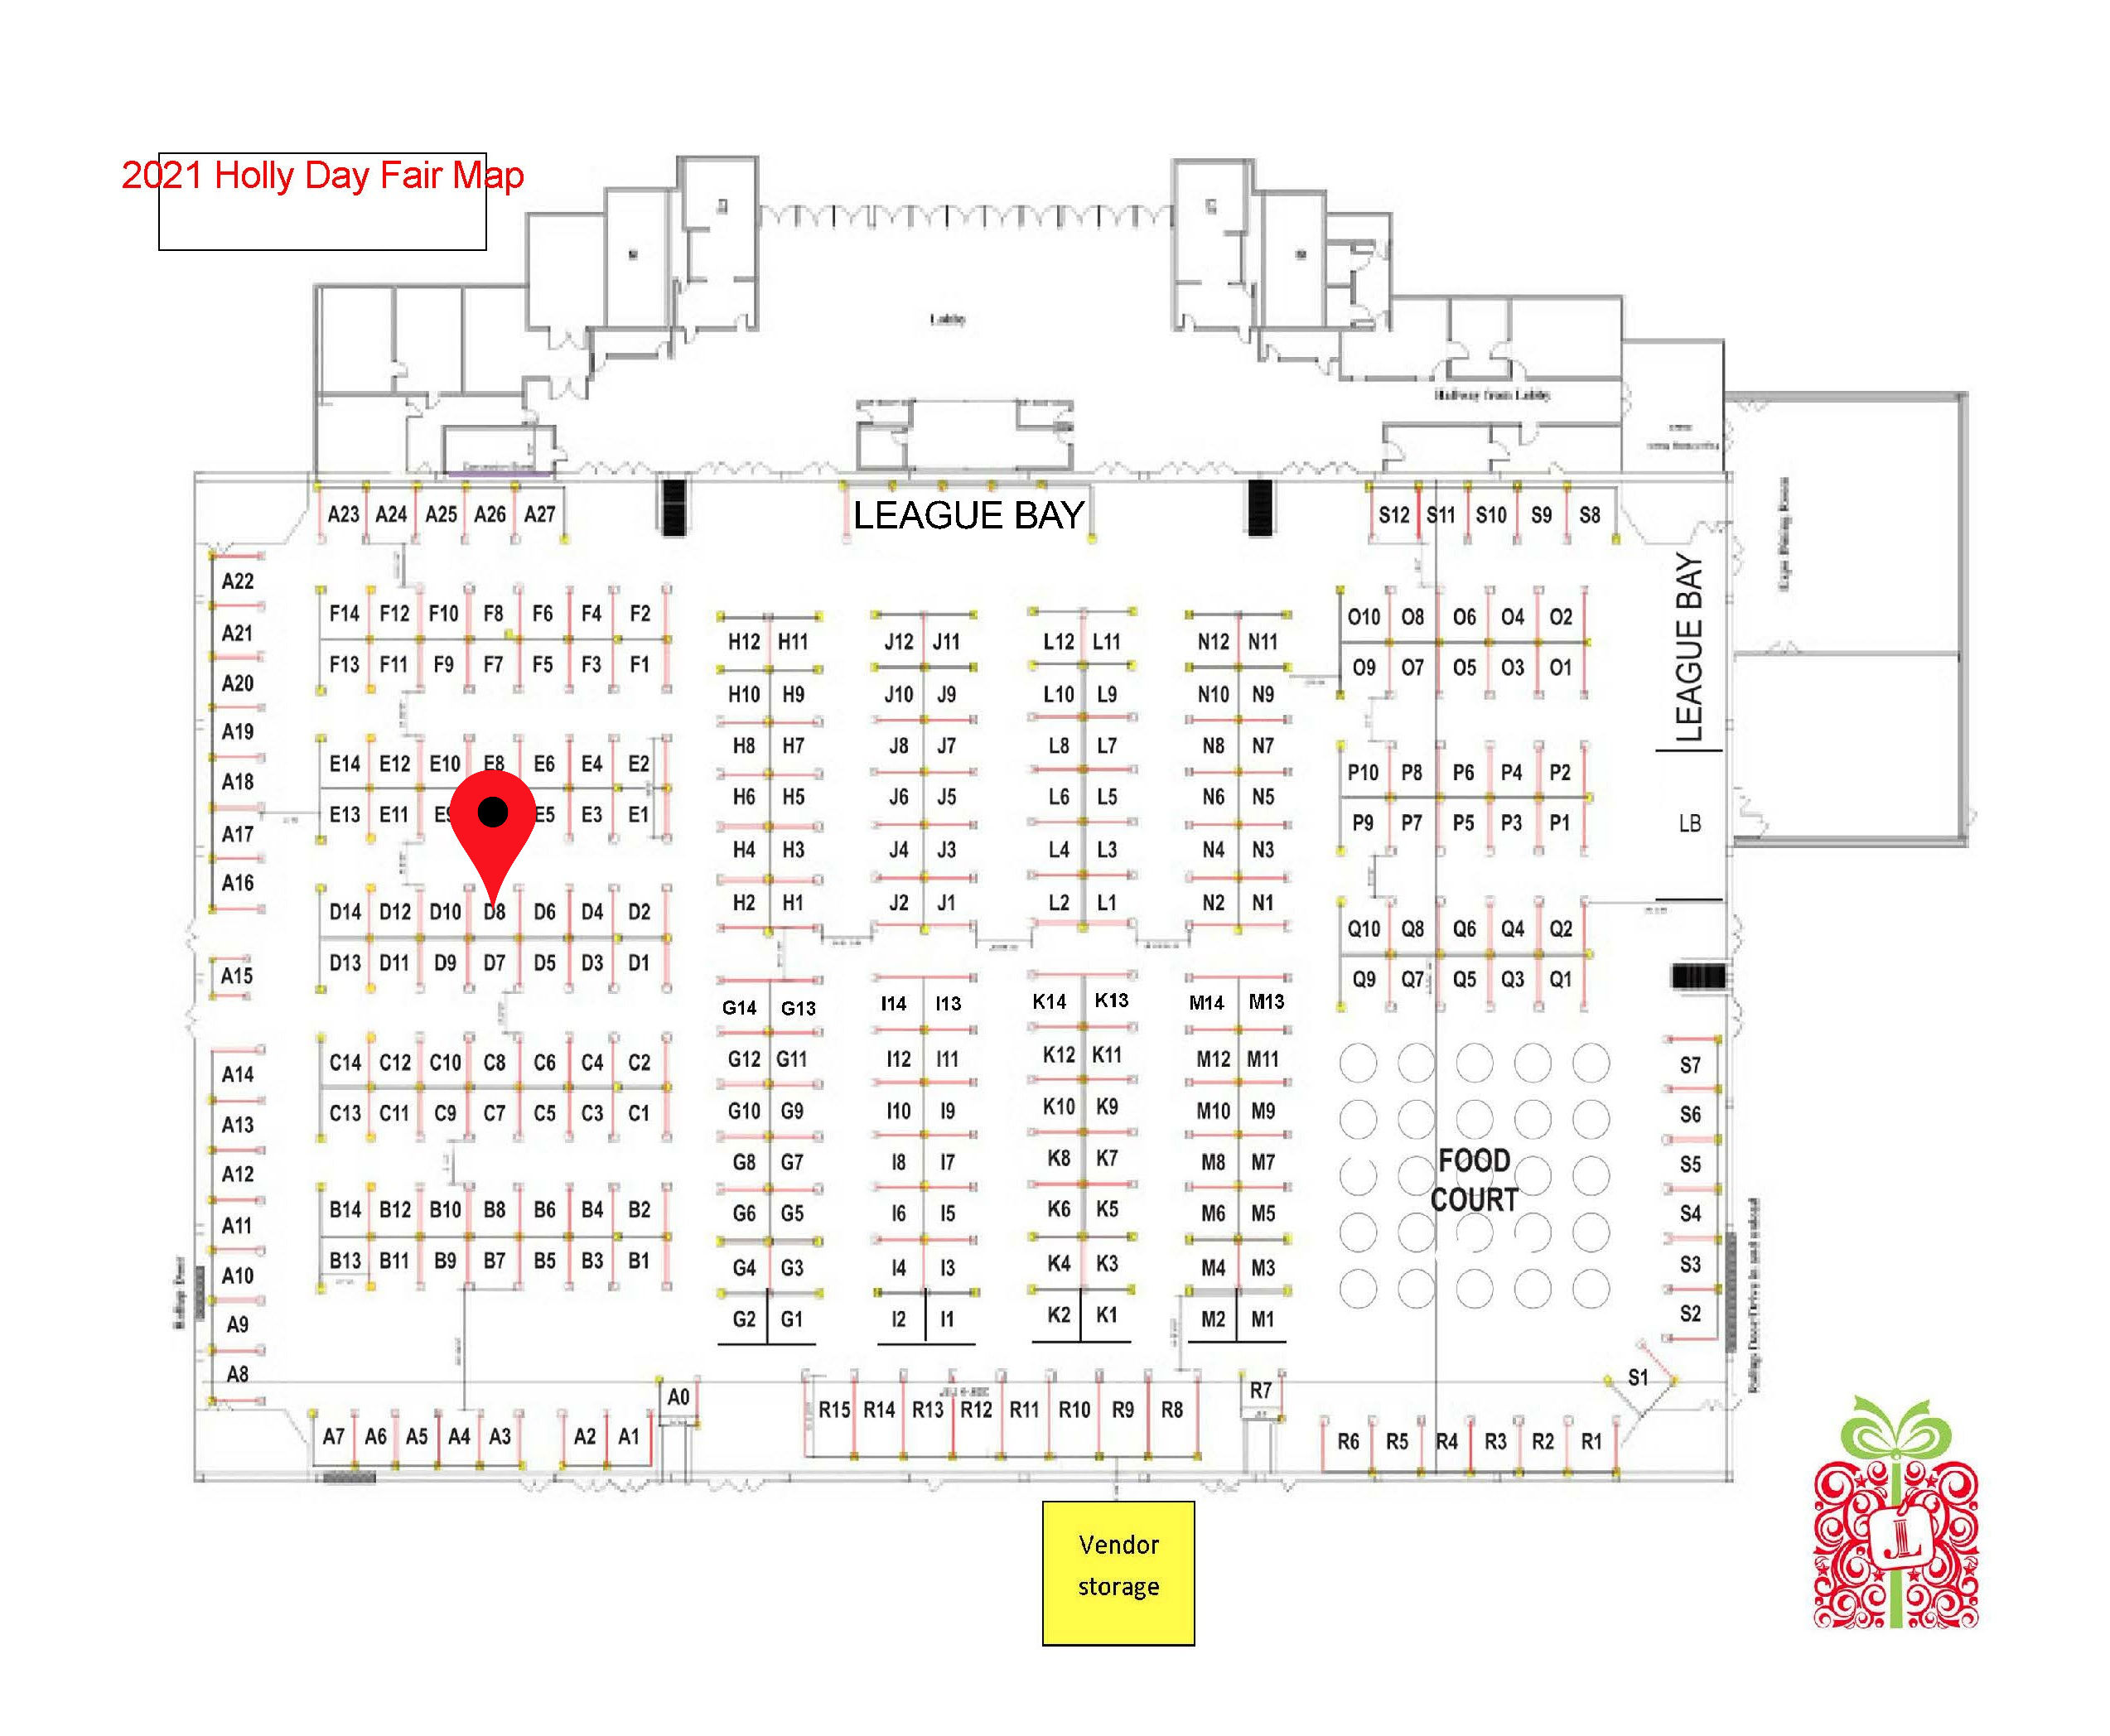 2021 Holly Day Fair Map
Lobby
Hallway from Lobby
LEAGUE BAY
A23 A24 A25 A26 A27
S12 S11 S10 S9 S8
LEAGUE BAY
LB
A22
A21
A20
A19
A18
A17
A16
A15
A14
A13
A12
A11
A10
A9
A8
F14 F12 F10 F8 F6 F4 F2
F13 F11 F9 F7 F5 F3 F1
E14 E12 E10 E8 E6 E4 E2
E13 E11 E5 E3 E1
D14 D12 D10 D8 D6 D4 D2
D13 D11 D9 D7 D5 D3 D1
C14 C12 C10 C8 C6 C4 C2
C13 C11 C9 C7 C5 C3 C1
B14 B12 B10 B8 B6 B4 B2
B13 B11 B9 B7 B5 B3 B1
H12 H11
H10 H9
H8 H7
H6 H5
H4 H3
H2 H1
G14 G13
G12 G11
G10 G9
G8 G7
G6 G5
G4 G3
G2 G1
J12 J11
J10 J9
J8 J7
J6 J5
J4 J3
J2 J1
I14 I13
I12 I11
I10 I9
I8 I7
I6 I5
I4 I3
I2 I1
L12 L11
L10 L9
L8 L7
L6 L5
L4 L3
L2 L1
K14 K13
K12 K11
K10 K9
K8 K7
K6 K5
K4 K3
K2 K1
N12 N11
N10 N9
N8 N7
N6 N5
N4 N3
N2 N1
M14 M13
M12 M11
M10 M9
M8 M7
M6 M5
M4 M3
M2 M1
O10 O8 O6 O4 O2
O9 O7 O5 O3 O1
P10 P8 P6 P4 P2
P9 P7 P5 P3 P1
Q10 Q8 Q6 Q4 Q2
Q9 Q7 Q5 Q3 Q1
FOOD
COURT
S7
S6
S5
S4
S3
S2
S1
A7 A6 A5 A4 A3 A2 A1
A0
R15 R14 R13 R12 R11 R10 R9 R8
R7
R6 R5 R4 R3 R2 R1
Vendor
storage
JL